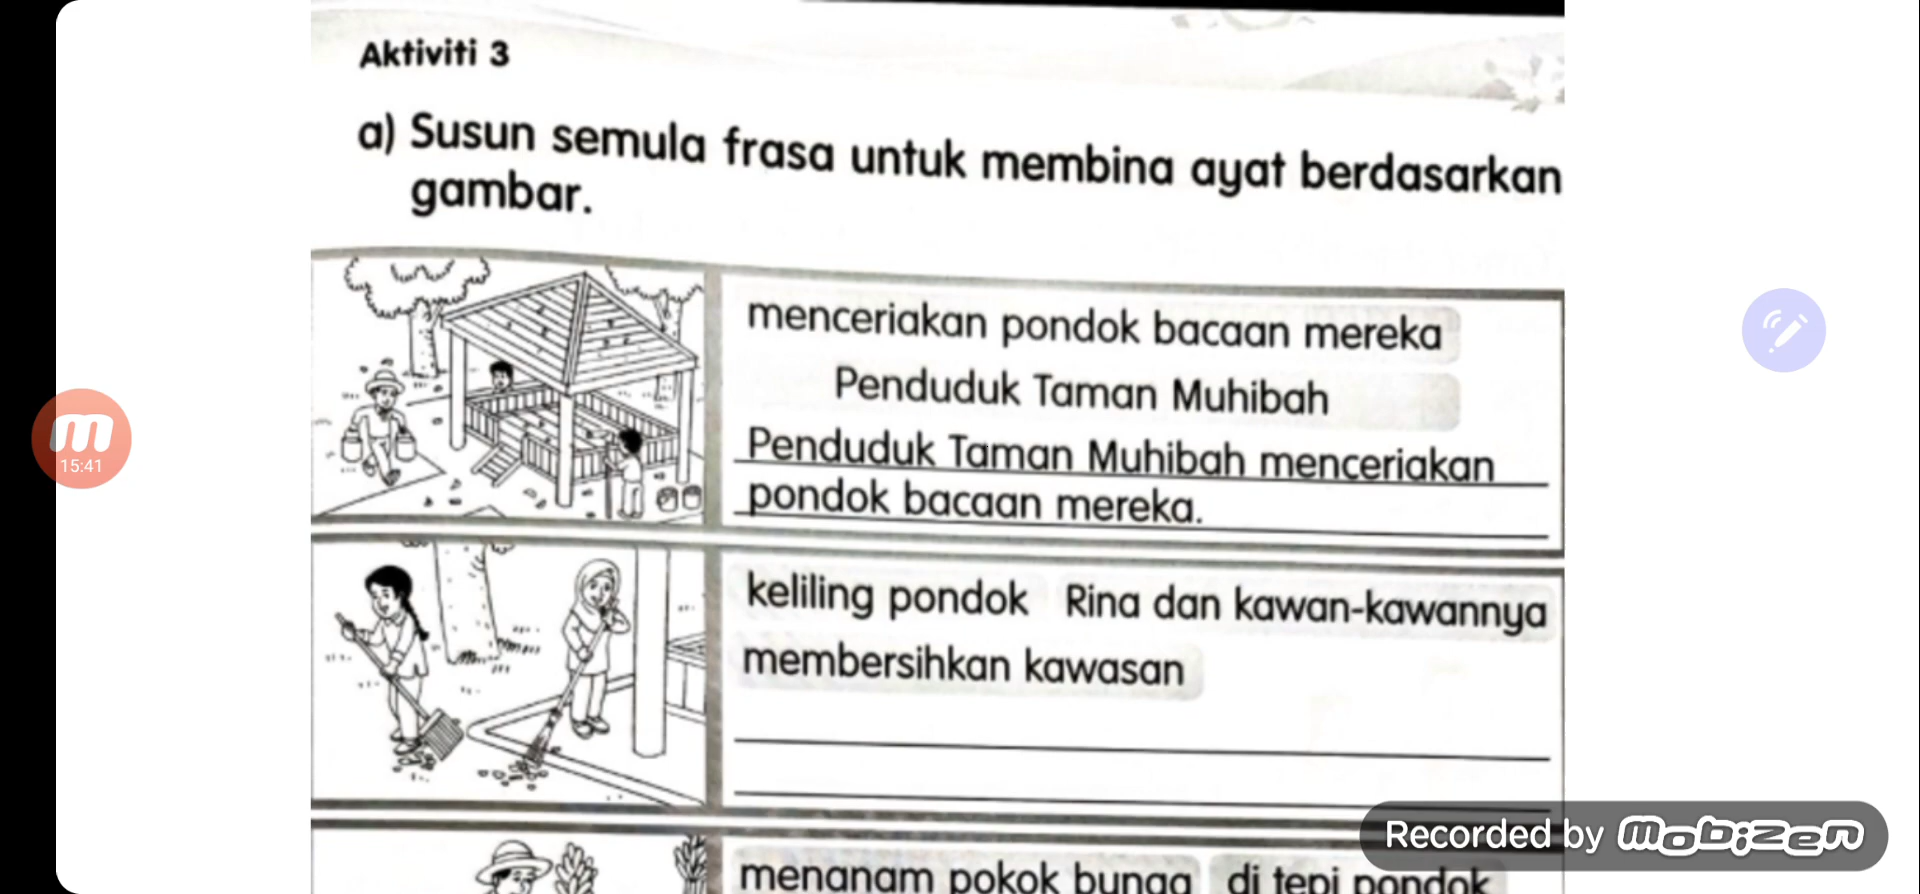 Aktiviti 3
a) Susun semula frasa untuk membina ayat berdasarkan
gambar.
menceriakan pondok bacaan mereka
Penduduk Taman Muhibah
Penduduk Taman Muhibah menceriakan
pondok bacaan mereka.
keliling pondok Rina dan kawan-kawannya
membersihkan kawasan
menanam pokok bunga di tepi pondok
15:41
Recorded by mobizen